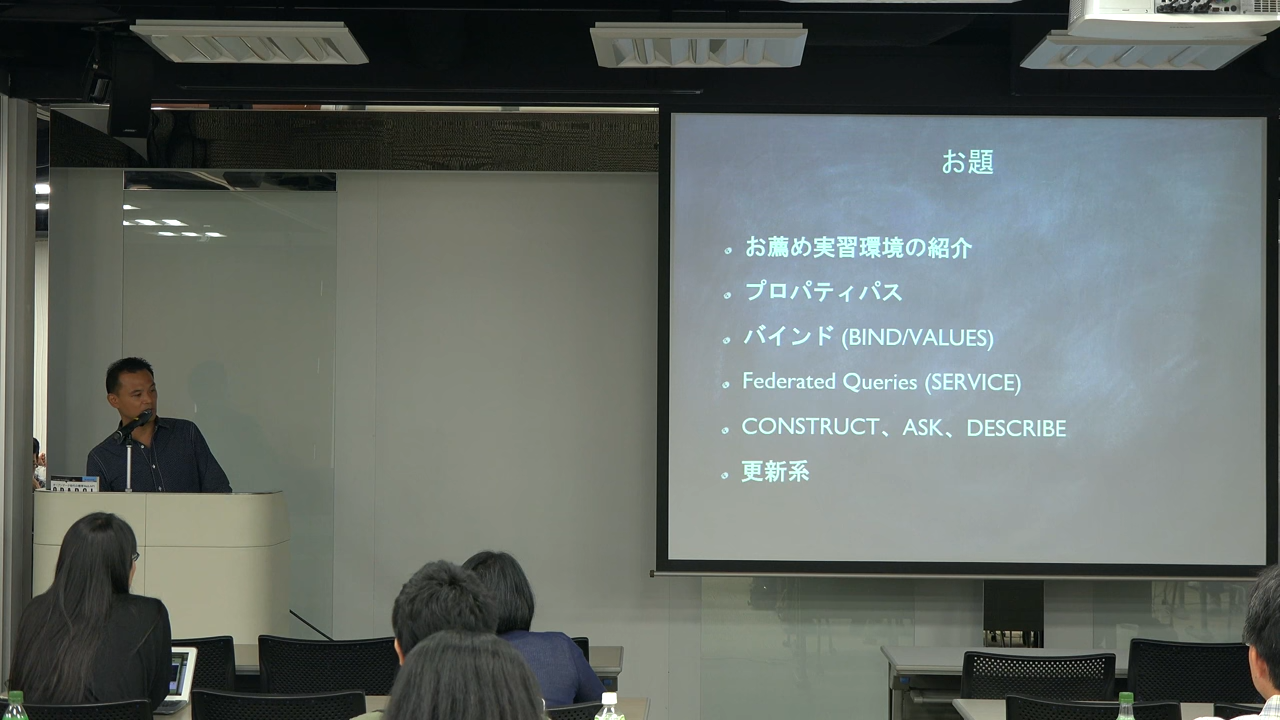 お題
お薦め実習環境の紹介
プロパティパス
バインド (BIND/VALUES)
Federated Queries (SERVICE)
CONSTRUCT、ASK、DESCRIBE
更新系